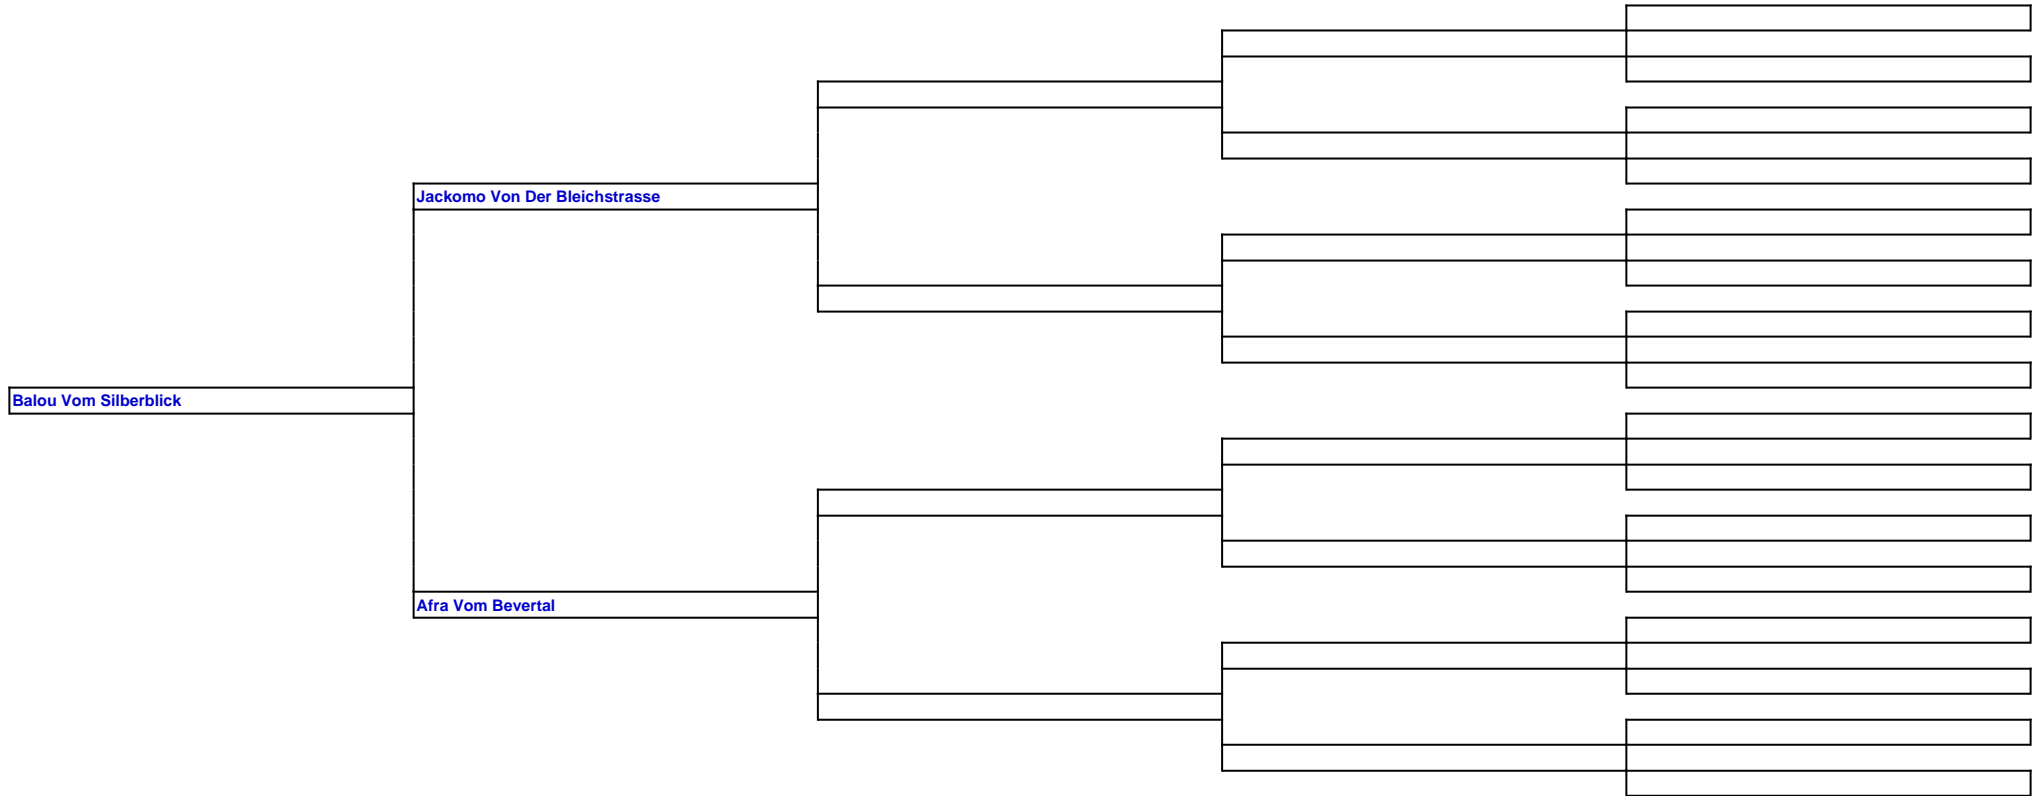 Jackomo Von Der Bleichstrasse
Balou Vom Silberblick
Afra Vom Bevertal